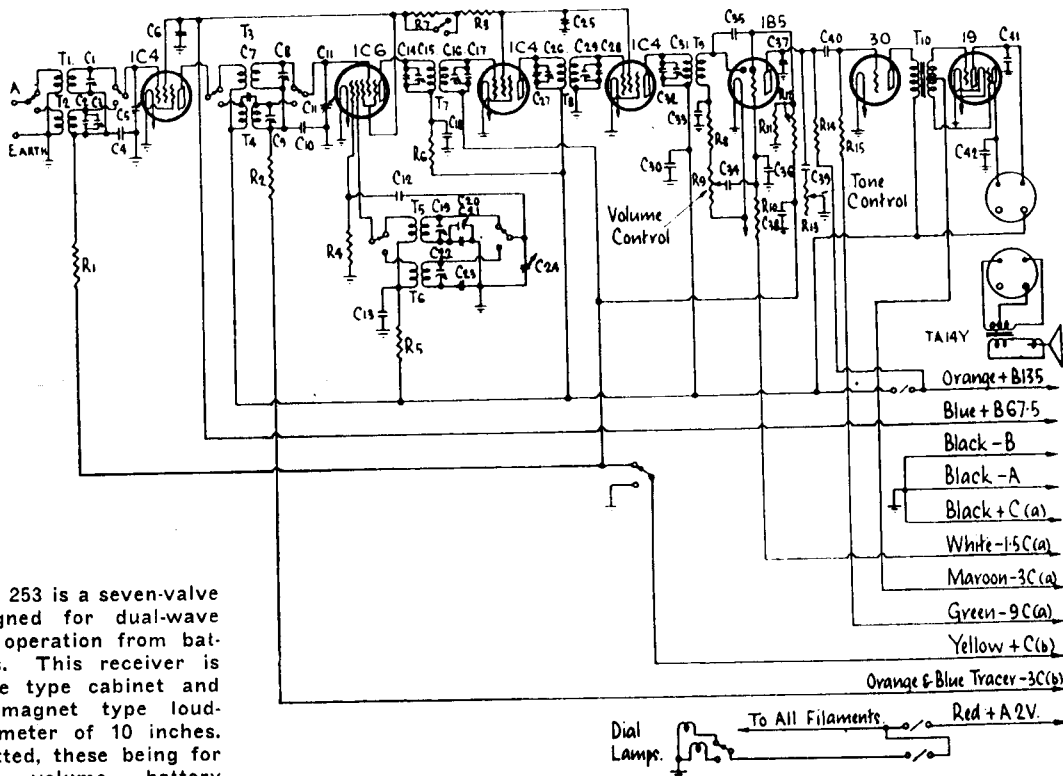 C6 R7 R8 C25 C35 1B5
T1 C1 1C4 T3 C7 C8 C11 1C6 C14 C15 C16 C17 1C4 C26 C29 C28 1C4 C31 T9 C37 C40 30 T10 19 C41
A T2 C5 T7 C27 T8 C32 R12
EARTH C4 T4 C9 C10 C18 C33 R8 R11 R14 C42
R6 C30 R9 C34 C36 R15
R2 C12 Volume Control R10 C38 C39 R13 Tone Control
R1 R4 T5 C19 C20 C21
C22 C24
T6 C23
C13 R5 TA14Y
Orange + B135
Blue + B67·5
Black - B
Black - A
Black + C (a)
White - 1·5C(a)
Maroon - 3C(a)
Green - 9C(a)
Yellow + C(b)
Orange & Blue Tracer - 3C(b)
Dial Lamps. To All Filaments. Red + A 2V.
253 is a seven-valve
gned for dual-wave
operation from bat-
s. This receiver is
e type cabinet and
magnet type loud-
meter of 10 inches.
tted, these being for
volume battery